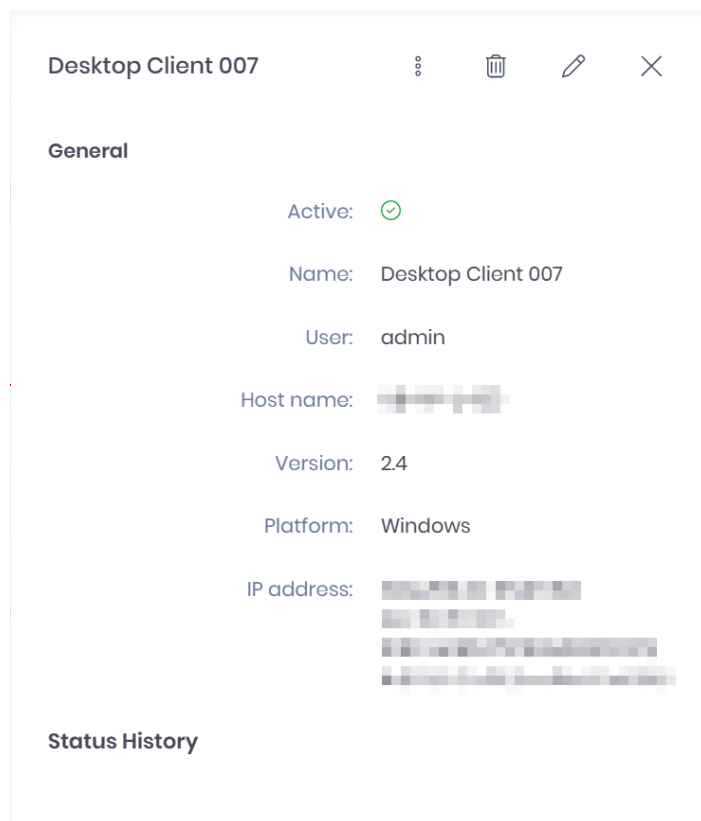 Desktop Client 007
General
Active:
Name: Desktop Client 007
User: admin
Host name:
Version: 2.4
Platform: Windows
IP address:
Status History